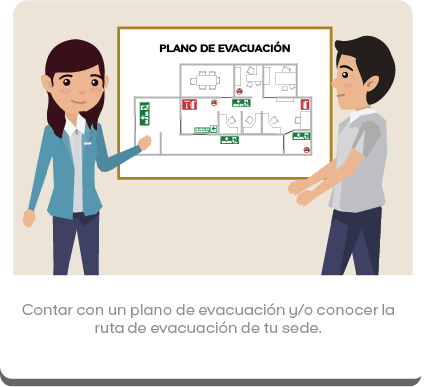 PLANO DE EVACUACIÓN
Contar con un plano de evacuación y/o conocer la
ruta de evacuación de tu sede.